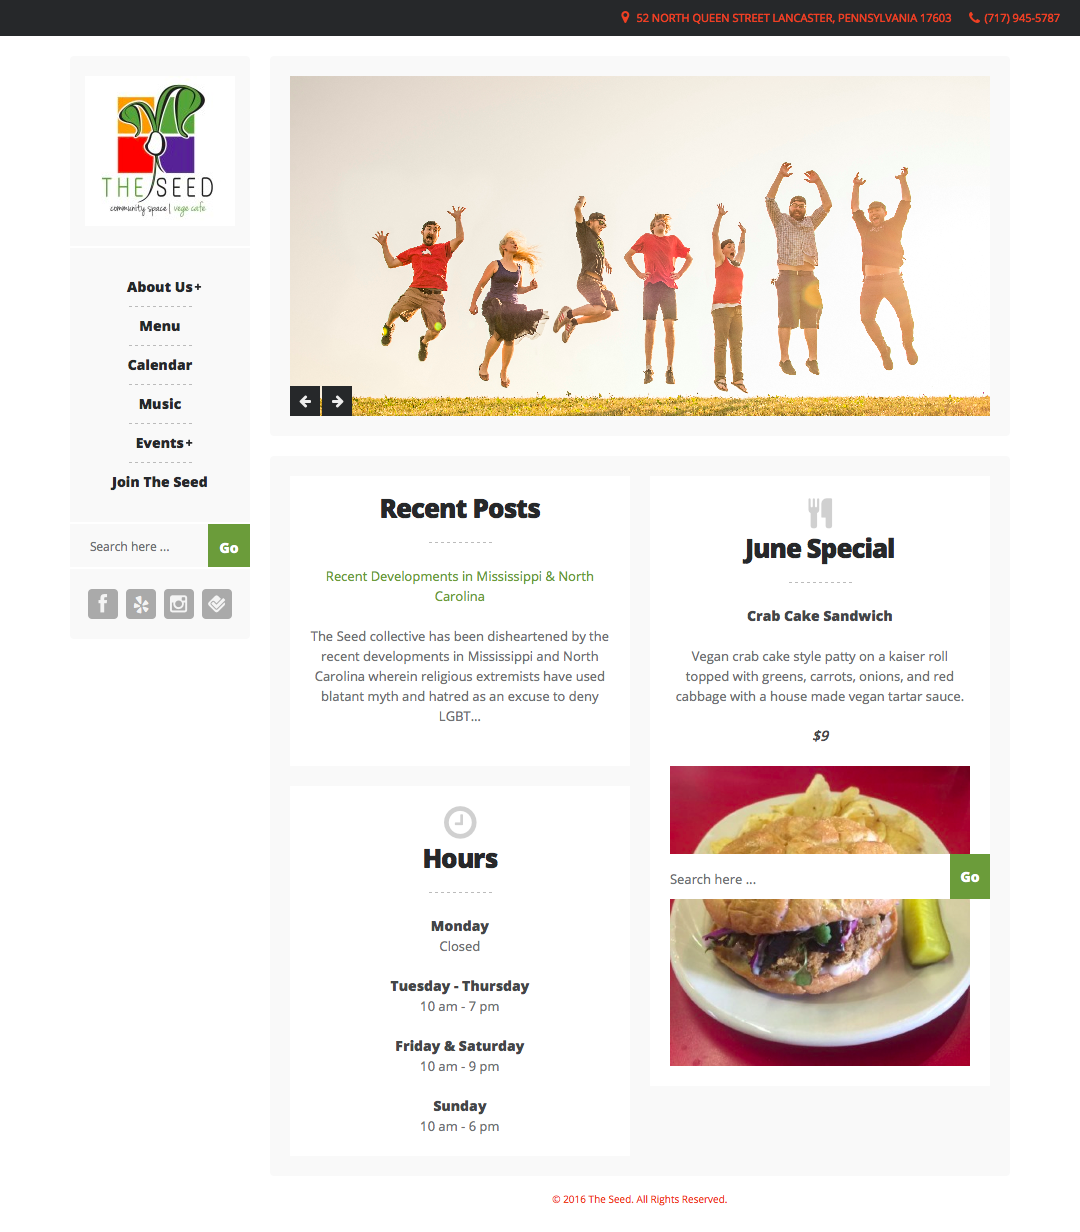 52 NORTH QUEEN STREET LANCASTER, PENNSYLVANIA 17603 (717) 945-5787
THE SEED
community space | vege cafe
About Us+
Menu
Calendar
Music
Events+
Join The Seed
Search here ... Go
Recent Posts
Recent Developments in Mississippi & North
Carolina
The Seed collective has been disheartened by the
recent developments in Mississippi and North
Carolina wherein religious extremists have used
blatant myth and hatred as an excuse to deny
LGBT...
Hours
Monday
Closed
Tuesday - Thursday
10 am - 7 pm
Friday & Saturday
10 am - 9 pm
Sunday
10 am - 6 pm
June Special
Crab Cake Sandwich
Vegan crab cake style patty on a kaiser roll
topped with greens, carrots, onions, and red
cabbage with a house made vegan tartar sauce.
$9
Search here ... Go
© 2016 The Seed. All Rights Reserved.